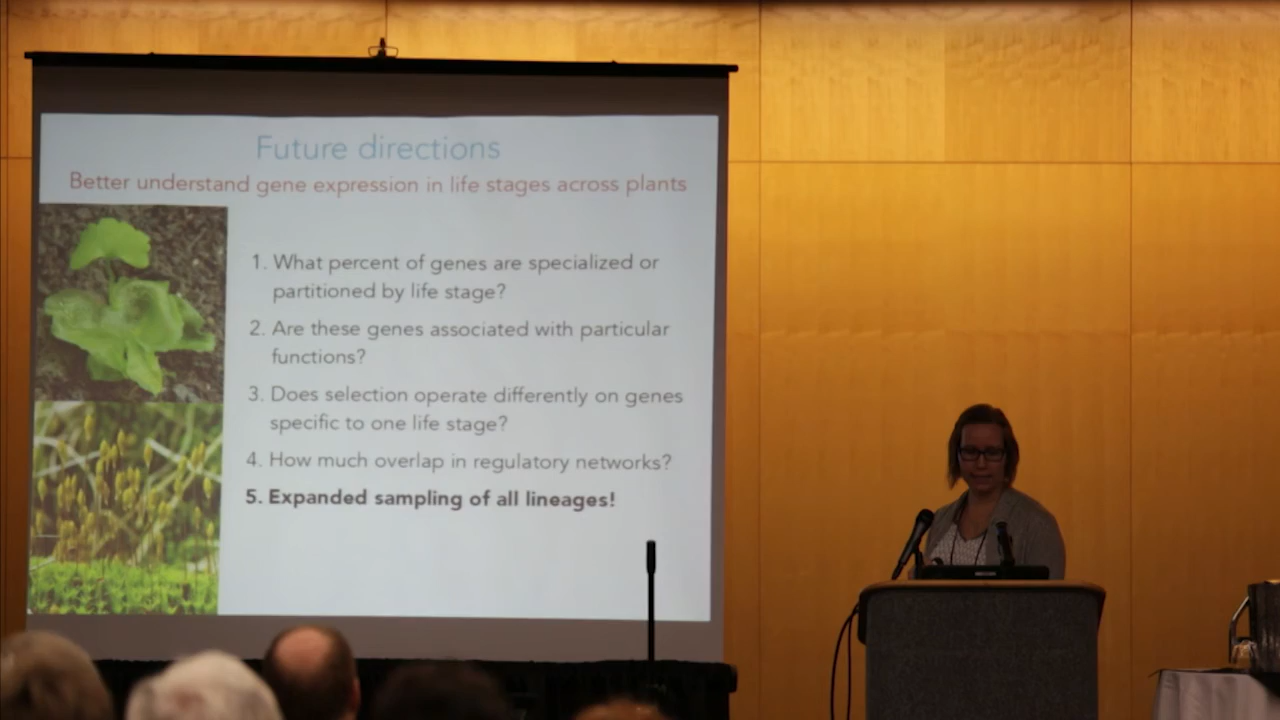 Future directions
Better understand gene expression in life stages across plants
1. What percent of genes are specialized or
partitioned by life stage?
2. Are these genes associated with particular
functions?
3. Does selection operate differently on genes
specific to one life stage?
4. How much overlap in regulatory networks?
5. Expanded sampling of all lineages!